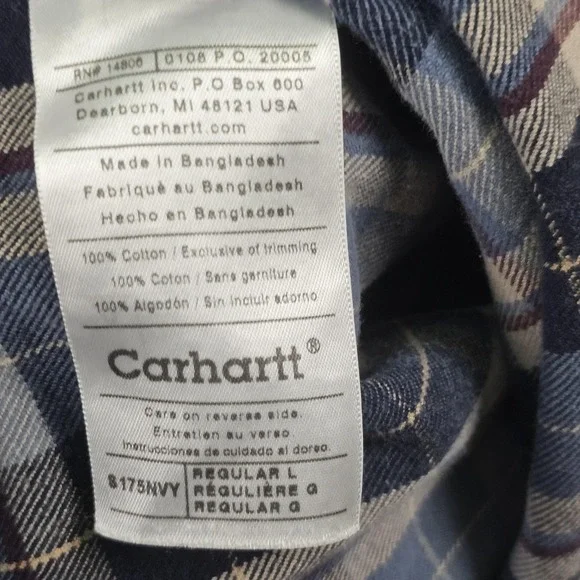 RN# 14806 0106 P.O. 20005
Carhartt Inc. P.O Box 600
Dearborn, MI 48121 USA
carhartt.com
Made in Bangladesh
Fabriqué au Bangladesh
Hecho en Bangladesh
100% Cotton / Exclusive of trimming
100% Coton / Sans garniture
100% Algodón / Sin incluir adorno
Carhartt®
Care on reverse side.
Entretien au verso.
Instrucciones de cuidado al dorso.
S175NVY
REGULAR L
RÉGULIÈRE G
REGULAR G